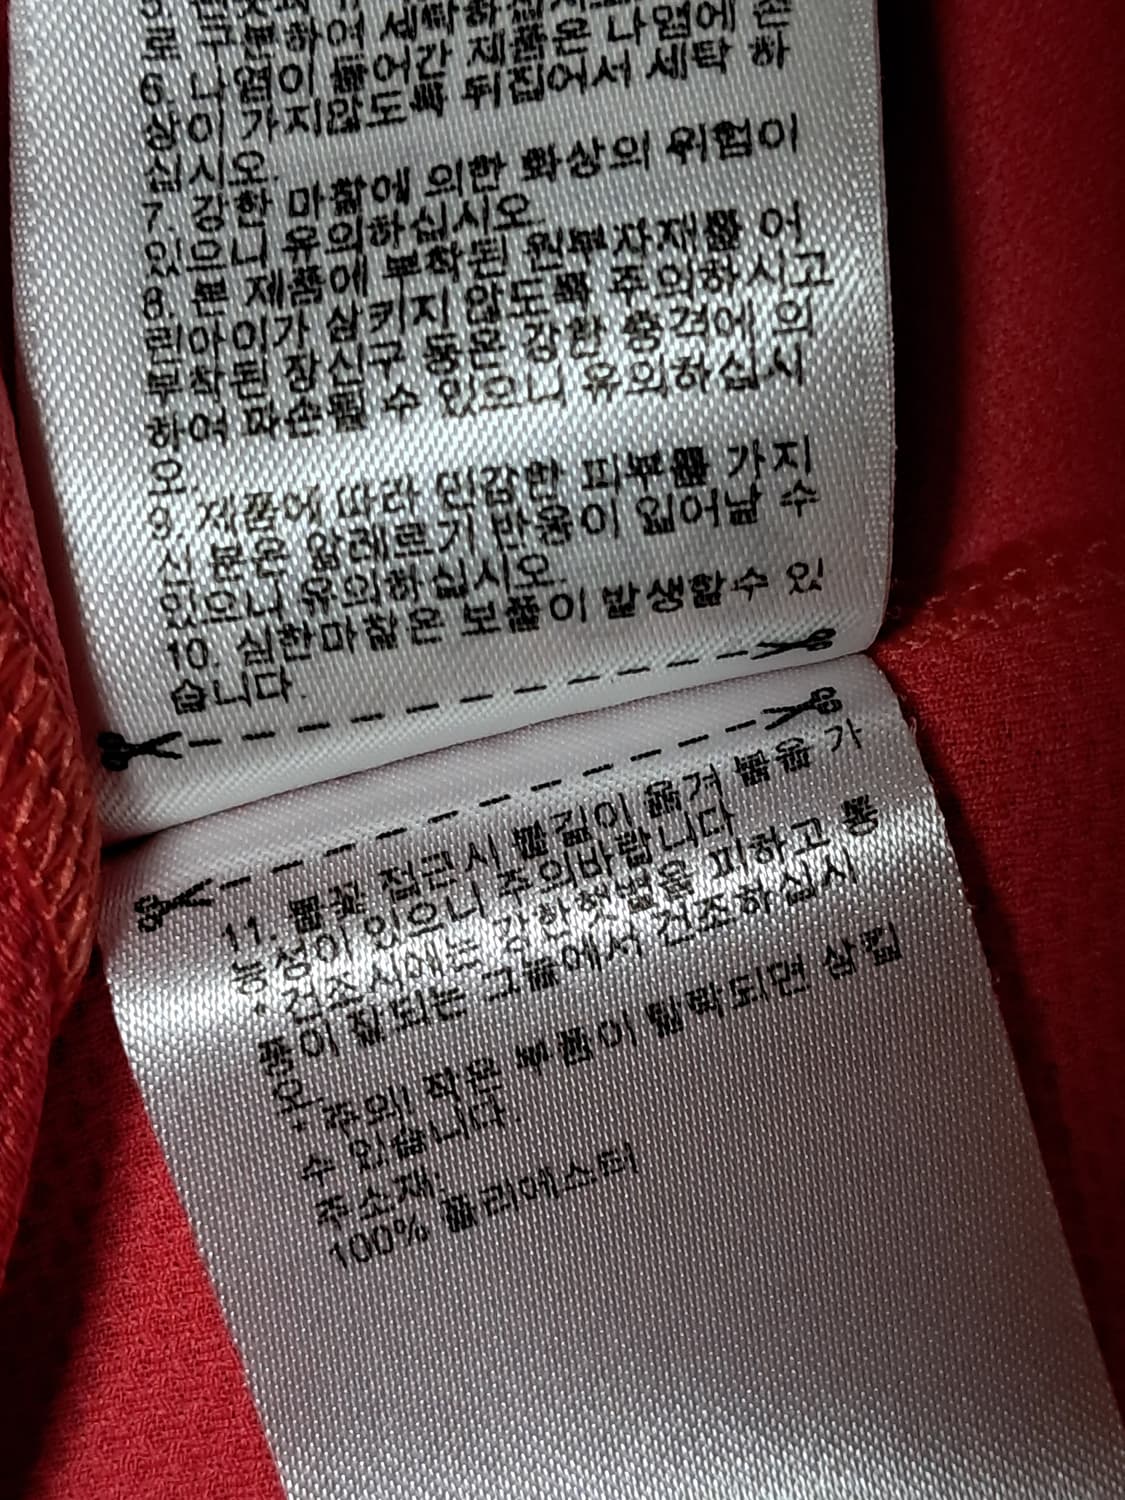 로 구분하여 세탁하십시오.
6. 나염이 들어간 제품은 나염에 손
상이 가지않도록 뒤집어서 세탁 하
십시오.
7. 강한 마찰에 의한 화상의 위험이
있으니 유의하십시오.
8. 본 제품에 부착된 원부자재를 어
린아이가 삼키지 않도록 주의하시고
부착된 장신구 등은 강한 충격에 의
하여 파손될 수 있으니 유의하십시
오.
9. 제품에 따라 민감한 피부를 가지
신 분은 알레르기 반응이 일어날 수
있으니 유의하십시오.
10. 심한마찰은 보풀이 발생할수 있
습니다.
11. 불꽃 접근시 불길이 옮겨 붙을 가
능성이 있으니 주의바랍니다.
* 건조시에는 강한햇볕을 피하고 통
풍이 잘되는 그늘에서 건조하십시
오.
* 주의! 작은 부품이 탈락되면 삼킬
수 있습니다.
주소재:
100% 폴리에스터